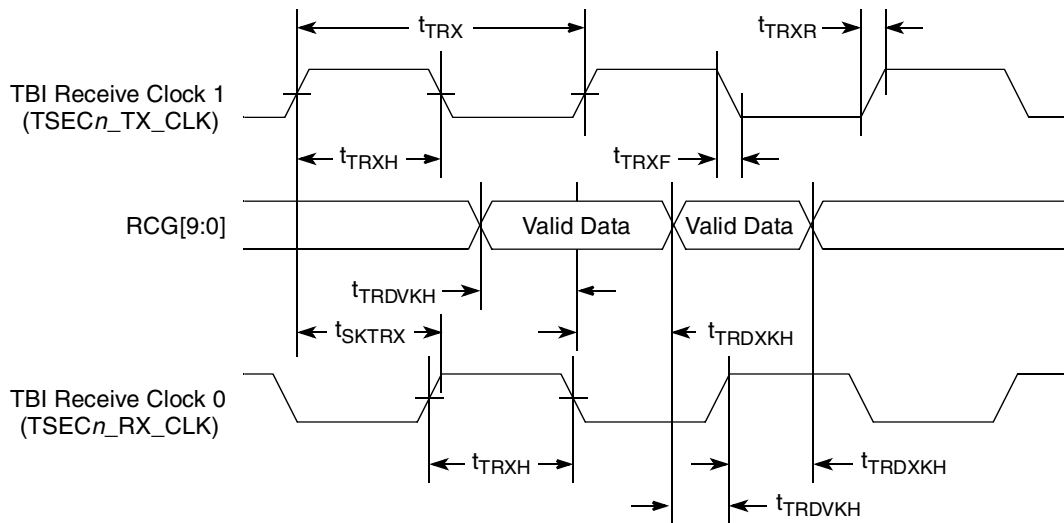 tTRX
tTRXR
TBI Receive Clock 1
(TSECn_TX_CLK)
tTRXH
tTRXF
RCG[9:0]
Valid Data
Valid Data
tTRDVKH
tSKTRX
tTRDXKH
TBI Receive Clock 0
(TSECn_RX_CLK)
tTRXH
tTRDXKH
tTRDVKH